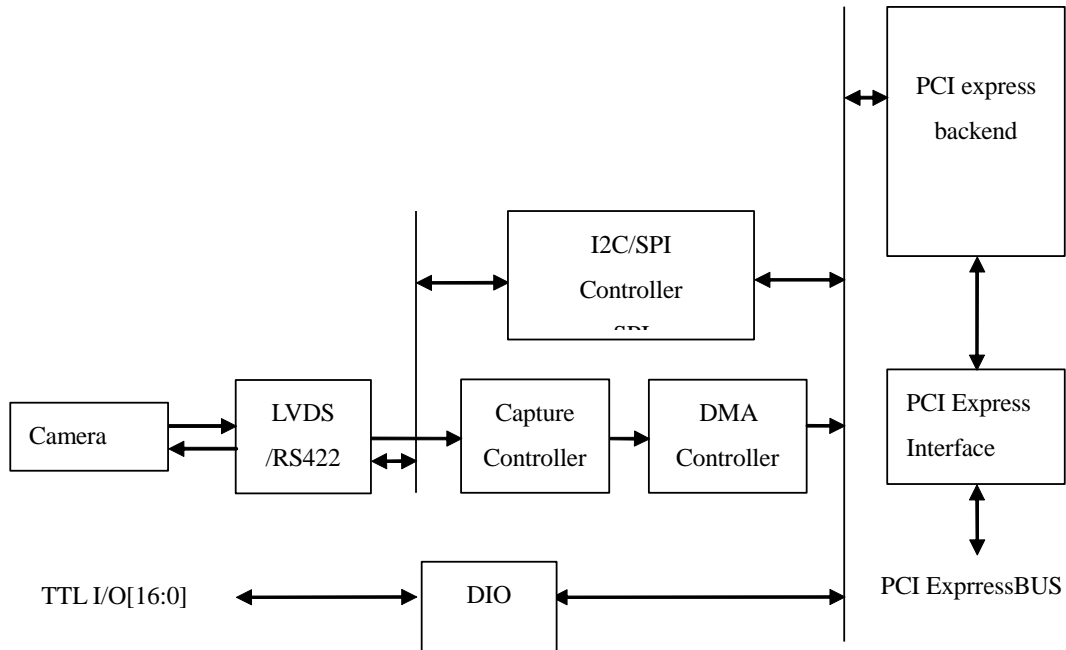 PCI express
backend
I2C/SPI
Controller
SPI
Camera
LVDS
/RS422
Capture
Controller
DMA
Controller
PCI Express
Interface
TTL I/O[16:0]
DIO
PCI ExprressBUS